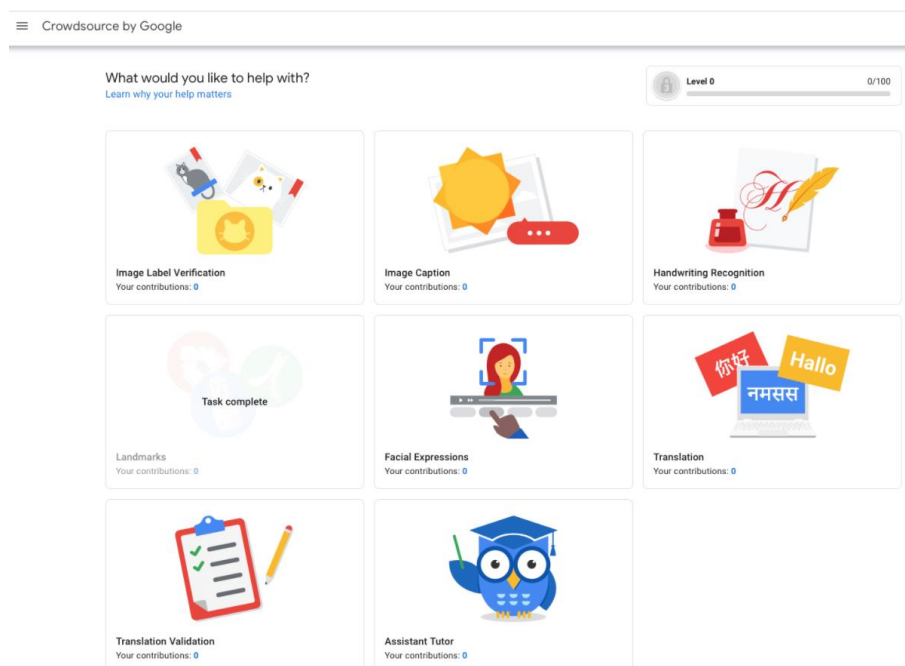 Crowdsource by Google
What would you like to help with?
Learn why your help matters
Level 0
0/100
Image Label Verification
Your contributions: 0
Image Caption
Your contributions: 0
Handwriting Recognition
Your contributions: 0
Task complete
Landmarks
Your contributions: 0
Facial Expressions
Your contributions: 0
你好
Hallo
नमसस
Translation
Your contributions: 0
Translation Validation
Your contributions: 0
Assistant Tutor
Your contributions: 0